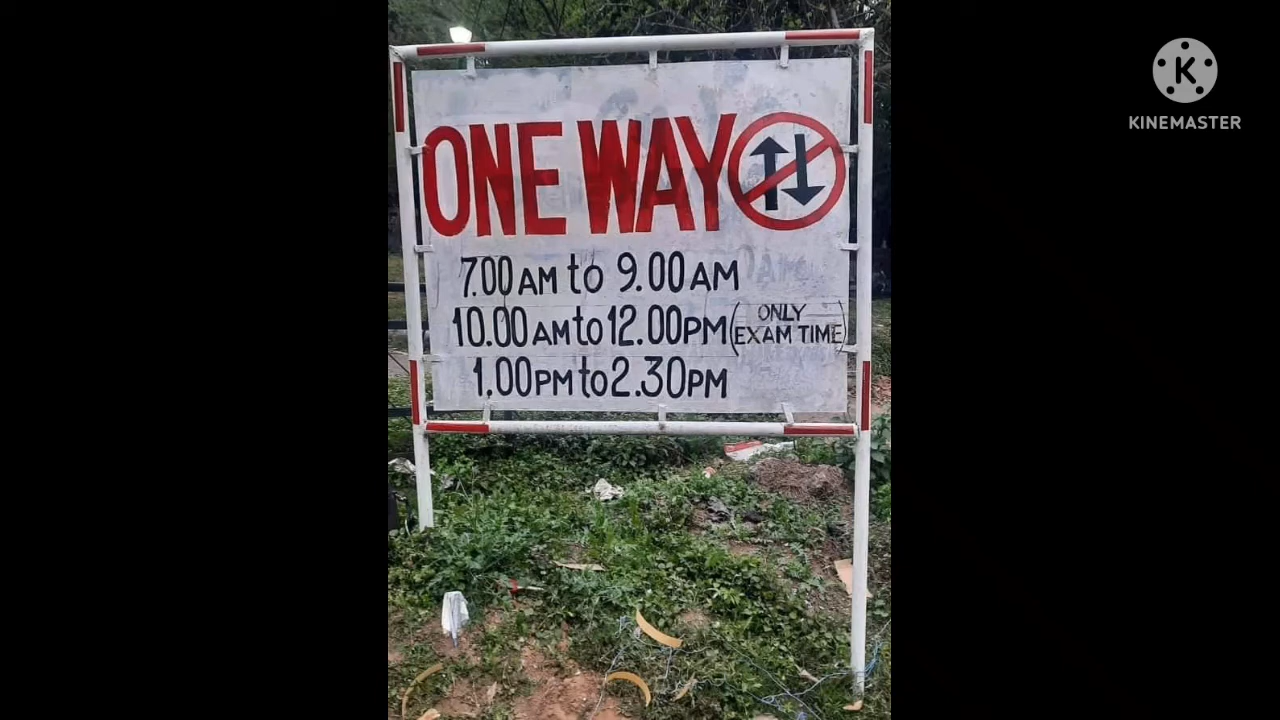 ONE WAY
7.00 AM to 9.00 AM
10.00 AM to 12.00 PM (ONLY EXAM TIME)
1.00 PM to 2.30 PM
KINEMASTER